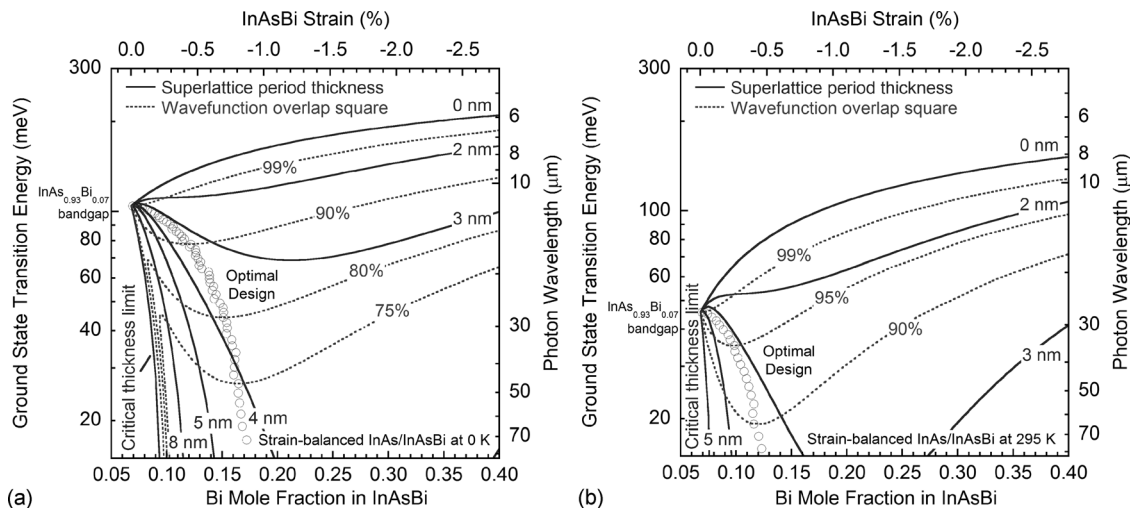 InAsBi Strain (%)
0.0 -0.5 -1.0 -1.5 -2.0 -2.5
300
Superlattice period thickness
Wavefunction overlap square
0 nm
6
99%
2 nm
8
InAs0.93Bi0.07
bandgap
10
90%
3 nm
80
80%
60
Optimal
Design
75%
40
30
50
20
4 nm
5 nm
8 nm
70
Critical thickness limit
Ground State Transition Energy (meV)
Photon Wavelength (μm)
Strain-balanced InAs/InAsBi at 0 K
0.05 0.10 0.15 0.20 0.25 0.30 0.35 0.40
Bi Mole Fraction in InAsBi
(a)
InAsBi Strain (%)
0.0 -0.5 -1.0 -1.5 -2.0 -2.5
300
Superlattice period thickness
Wavefunction overlap square
0 nm
6
8
100
10
2 nm
80
99%
60
95%
InAs0.93Bi0.07
bandgap
90%
40
30
Optimal
Design
3 nm
50
20
5 nm
70
Critical thickness limit
Ground State Transition Energy (meV)
Photon Wavelength (μm)
Strain-balanced InAs/InAsBi at 295 K
0.05 0.10 0.15 0.20 0.25 0.30 0.35 0.40
Bi Mole Fraction in InAsBi
(b)